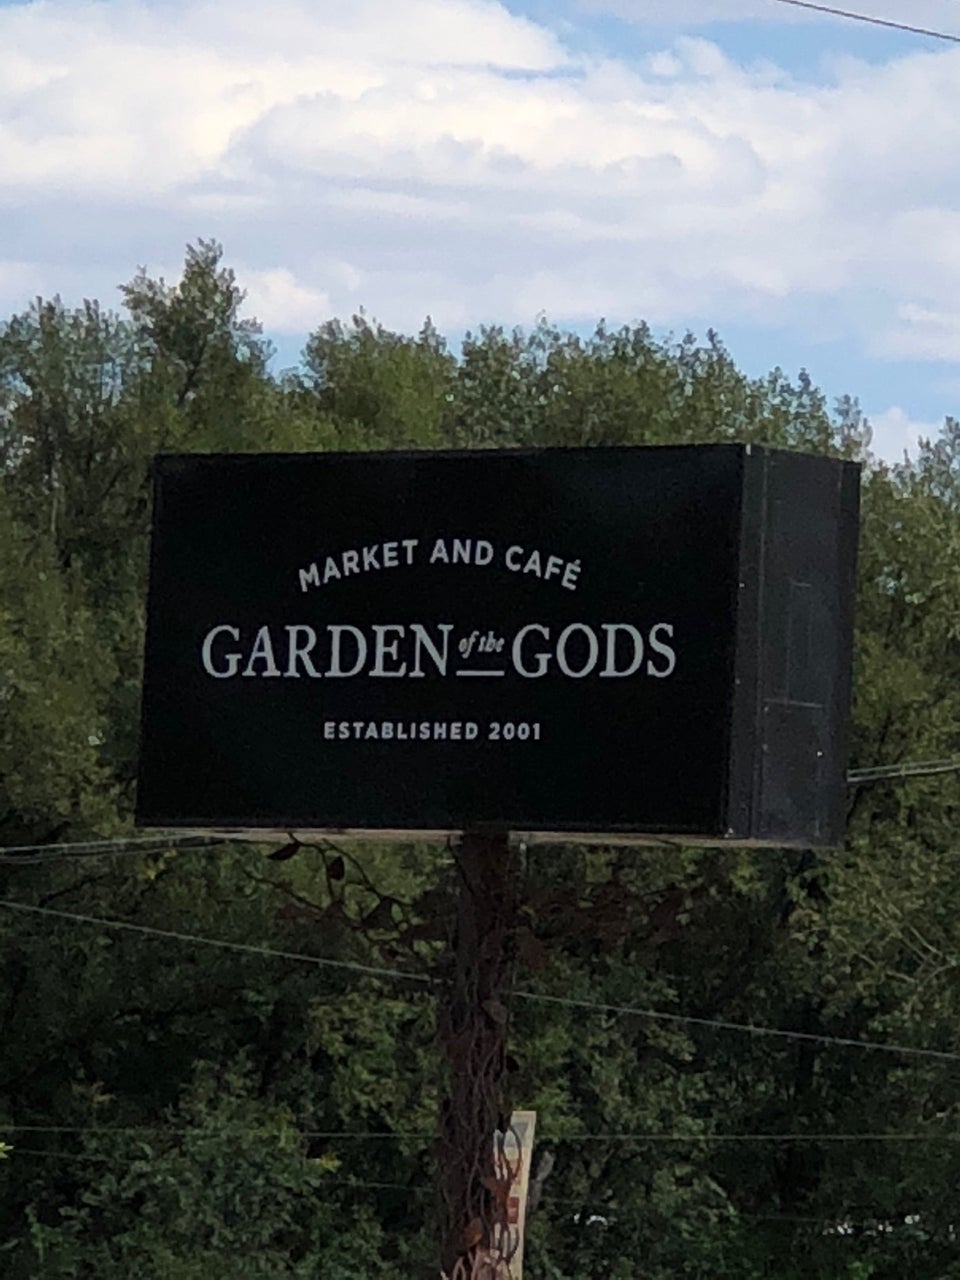 MARKET AND CAFÉ
GARDEN of the GODS
ESTABLISHED 2001